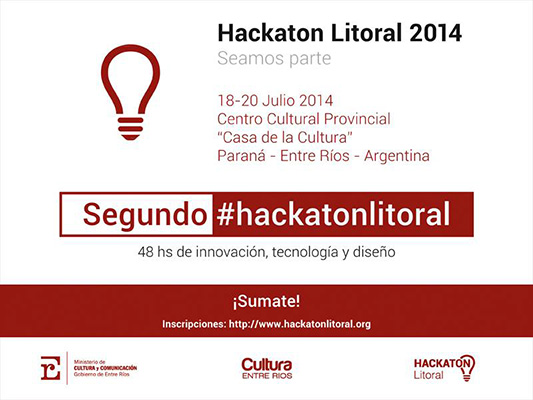 Hackaton Litoral 2014
Seamos parte
18-20 Julio 2014
Centro Cultural Provincial
“Casa de la Cultura”
Paraná - Entre Ríos - Argentina
Segundo #hackatonlitoral
48 hs de innovación, tecnología y diseño
¡Sumate!
Inscripciones: http://www.hackatonlitoral.org
Ministerio de
CULTURA Y COMUNICACIÓN
Gobierno de Entre Ríos
Cultura
ENTRE RIOS
HACKATON
Litoral